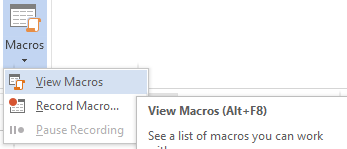 Macros
View Macros
Record Macro...
Pause Recording
View Macros (Alt+F8)
See a list of macros you can work